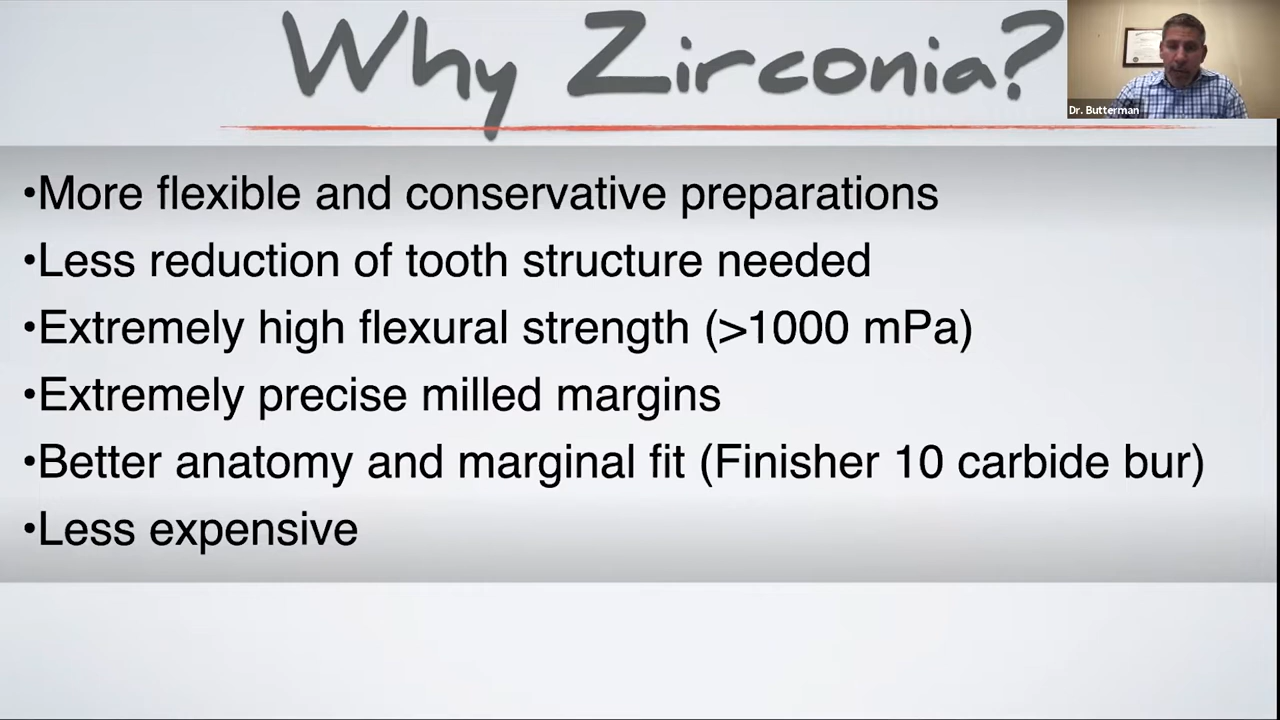 Why Zirconia?
Dr. Butterman
•More flexible and conservative preparations
•Less reduction of tooth structure needed
•Extremely high flexural strength (>1000 mPa)
•Extremely precise milled margins
•Better anatomy and marginal fit (Finisher 10 carbide bur)
•Less expensive